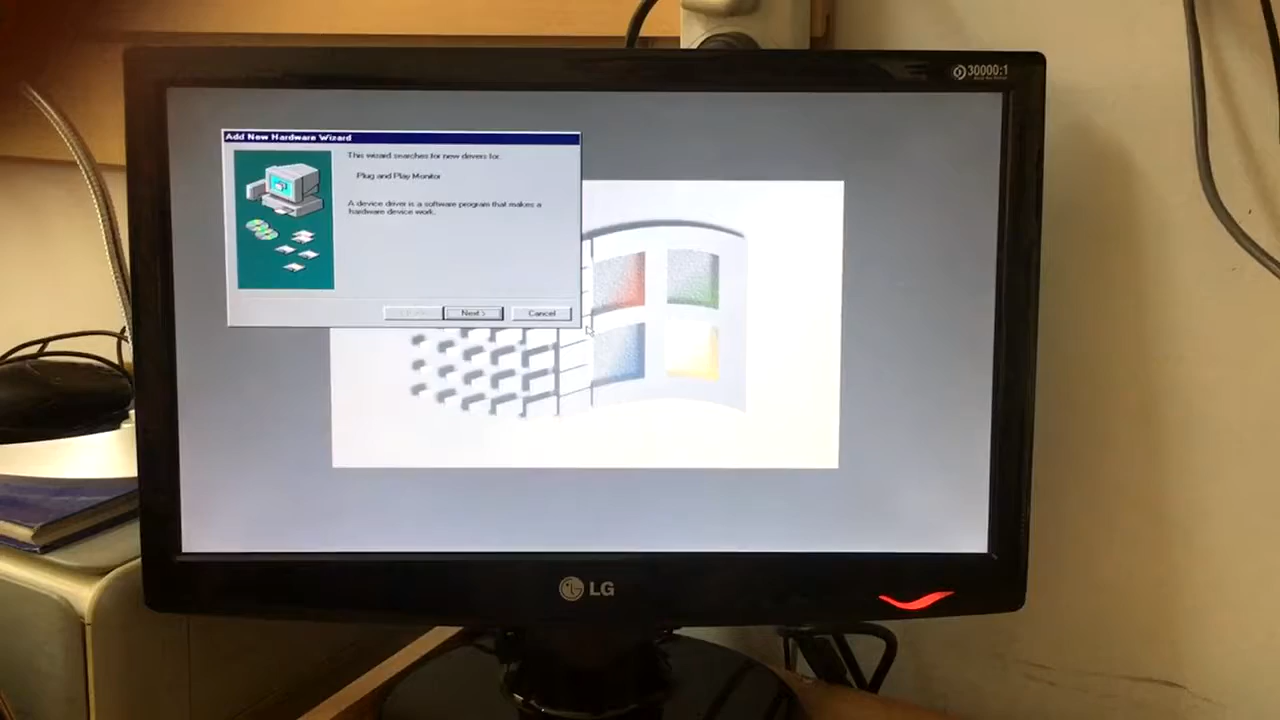 30000:1
Add New Hardware Wizard
This wizard searches for new drivers for:
Plug and Play Monitor
A device driver is a software program that makes a
hardware device work.
Next >
Cancel
LG